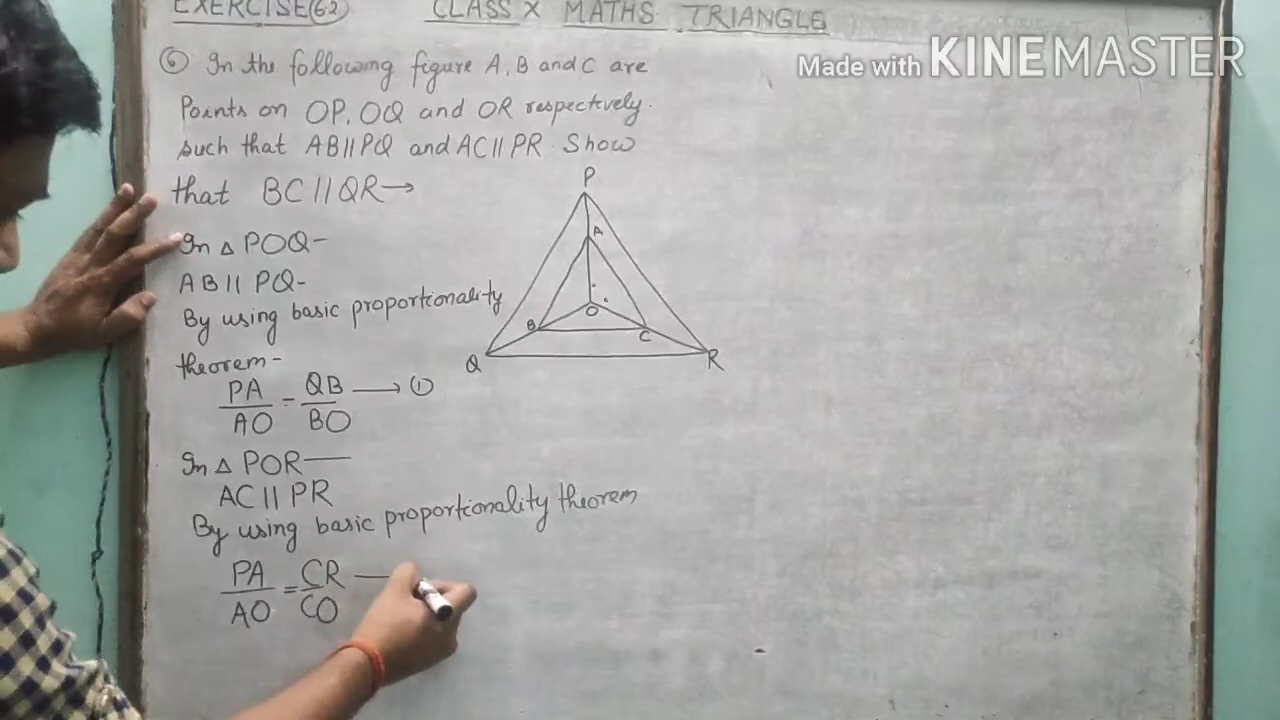 EXERCISE 6.2 CLASS X MATHS TRIANGLE
Made with KINEMASTER
⑥ In the following figure A, B and C are
Points on OP, OQ and OR respectively.
such that AB || PQ and AC || PR. Show
that BC || QR →
In △ POQ-
AB || PQ-
By using basic proportionality
theorem-
PA/AO = QB/BO → ①
In △ POR —
AC || PR
By using basic proportionality theorem
PA/AO = CR/CO —
P
A
O
B
C
Q
R